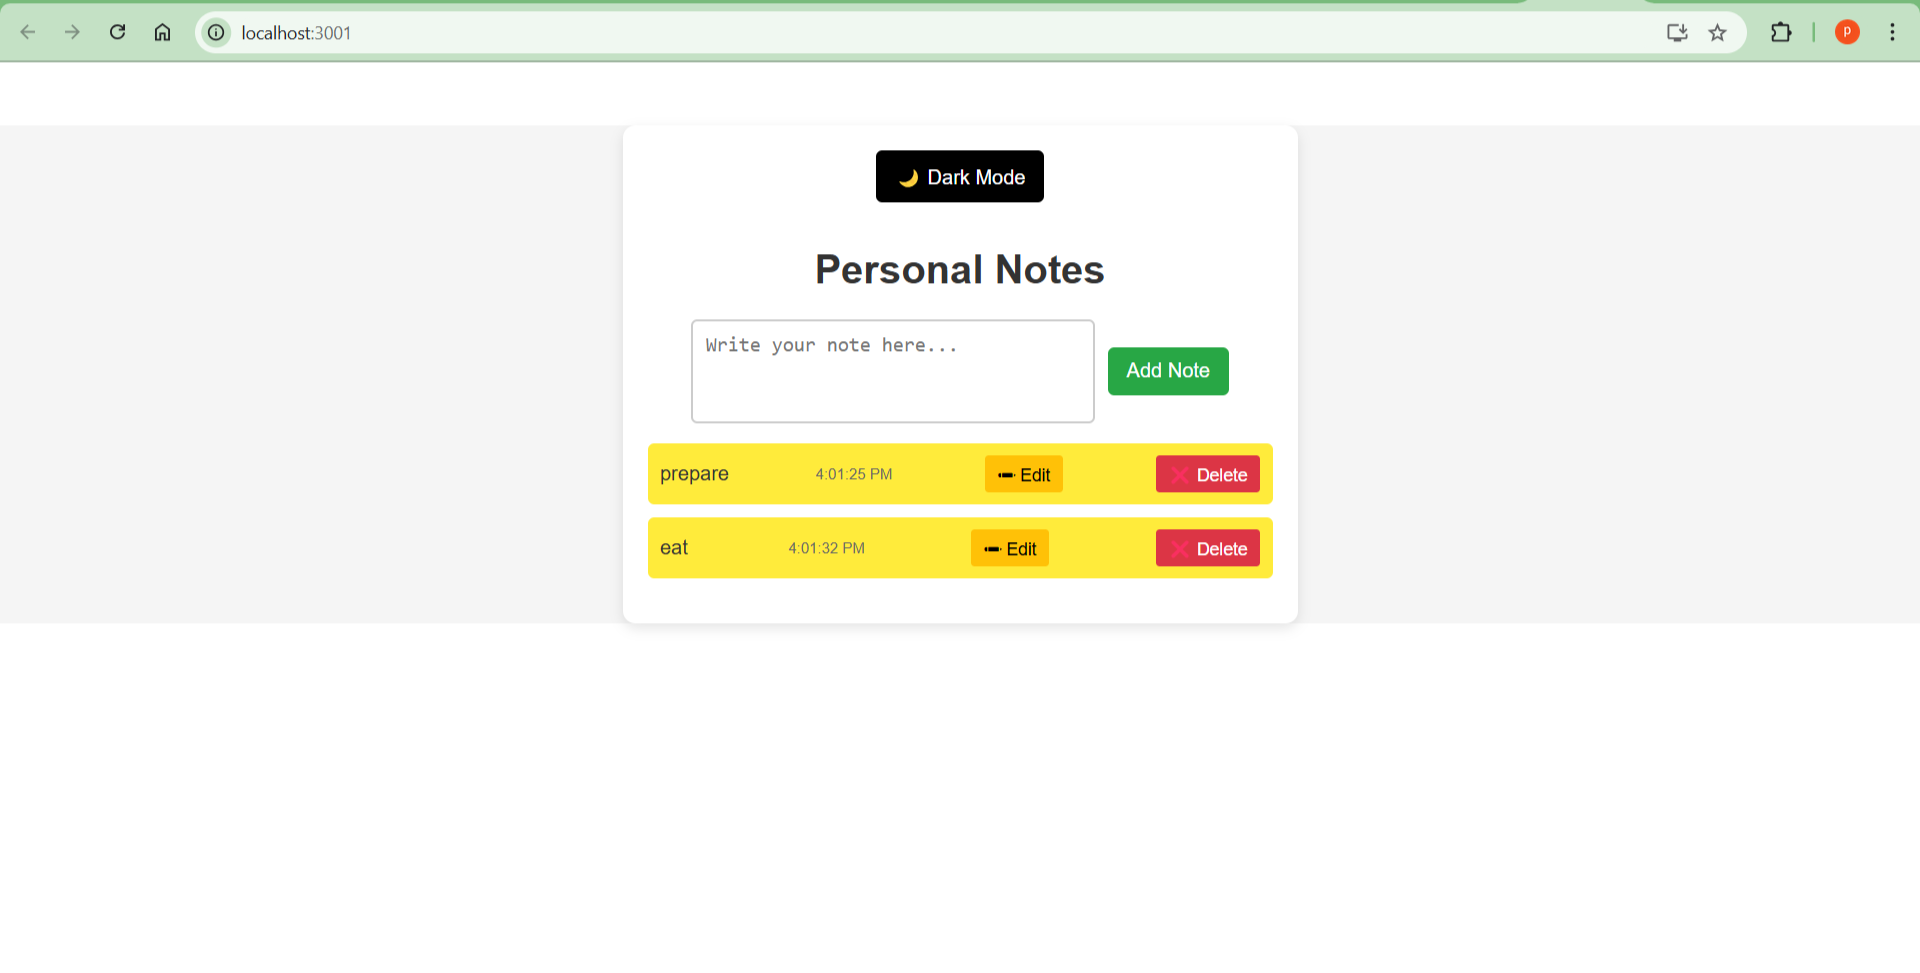 localhost:3001
P
🌙 Dark Mode
Personal Notes
Write your note here...
Add Note
prepare 4:01:25 PM ✏ Edit ❌ Delete
eat 4:01:32 PM ✏ Edit ❌ Delete